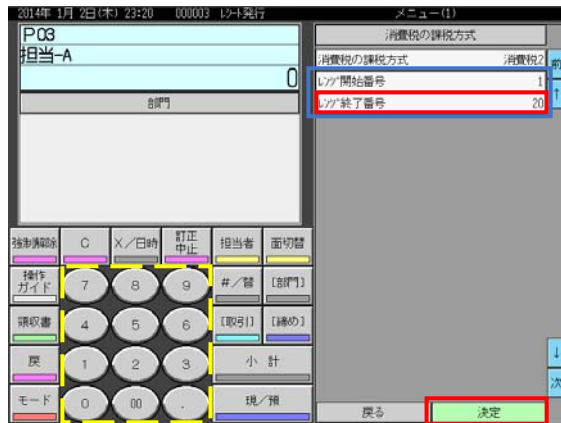 2014年 1月 2日(木) 23:20 000003 ﾚｼｰﾄ発行
メニュー(1)
P03
担当-A
0
部門
消費税の課税方式
消費税の課税方式 消費税2
ﾚﾝｼﾞ開始番号 1
ﾚﾝｼﾞ終了番号 20
前
↑
強制解除 C X／日時 訂正中止 担当者 面切替
操作ガイド 7 8 9 #／替 [部門]
領収書 4 5 6 [取引] [締め]
戻 1 2 3 小 計
モード 0 00 . 現／預
↓
次
戻る 決定